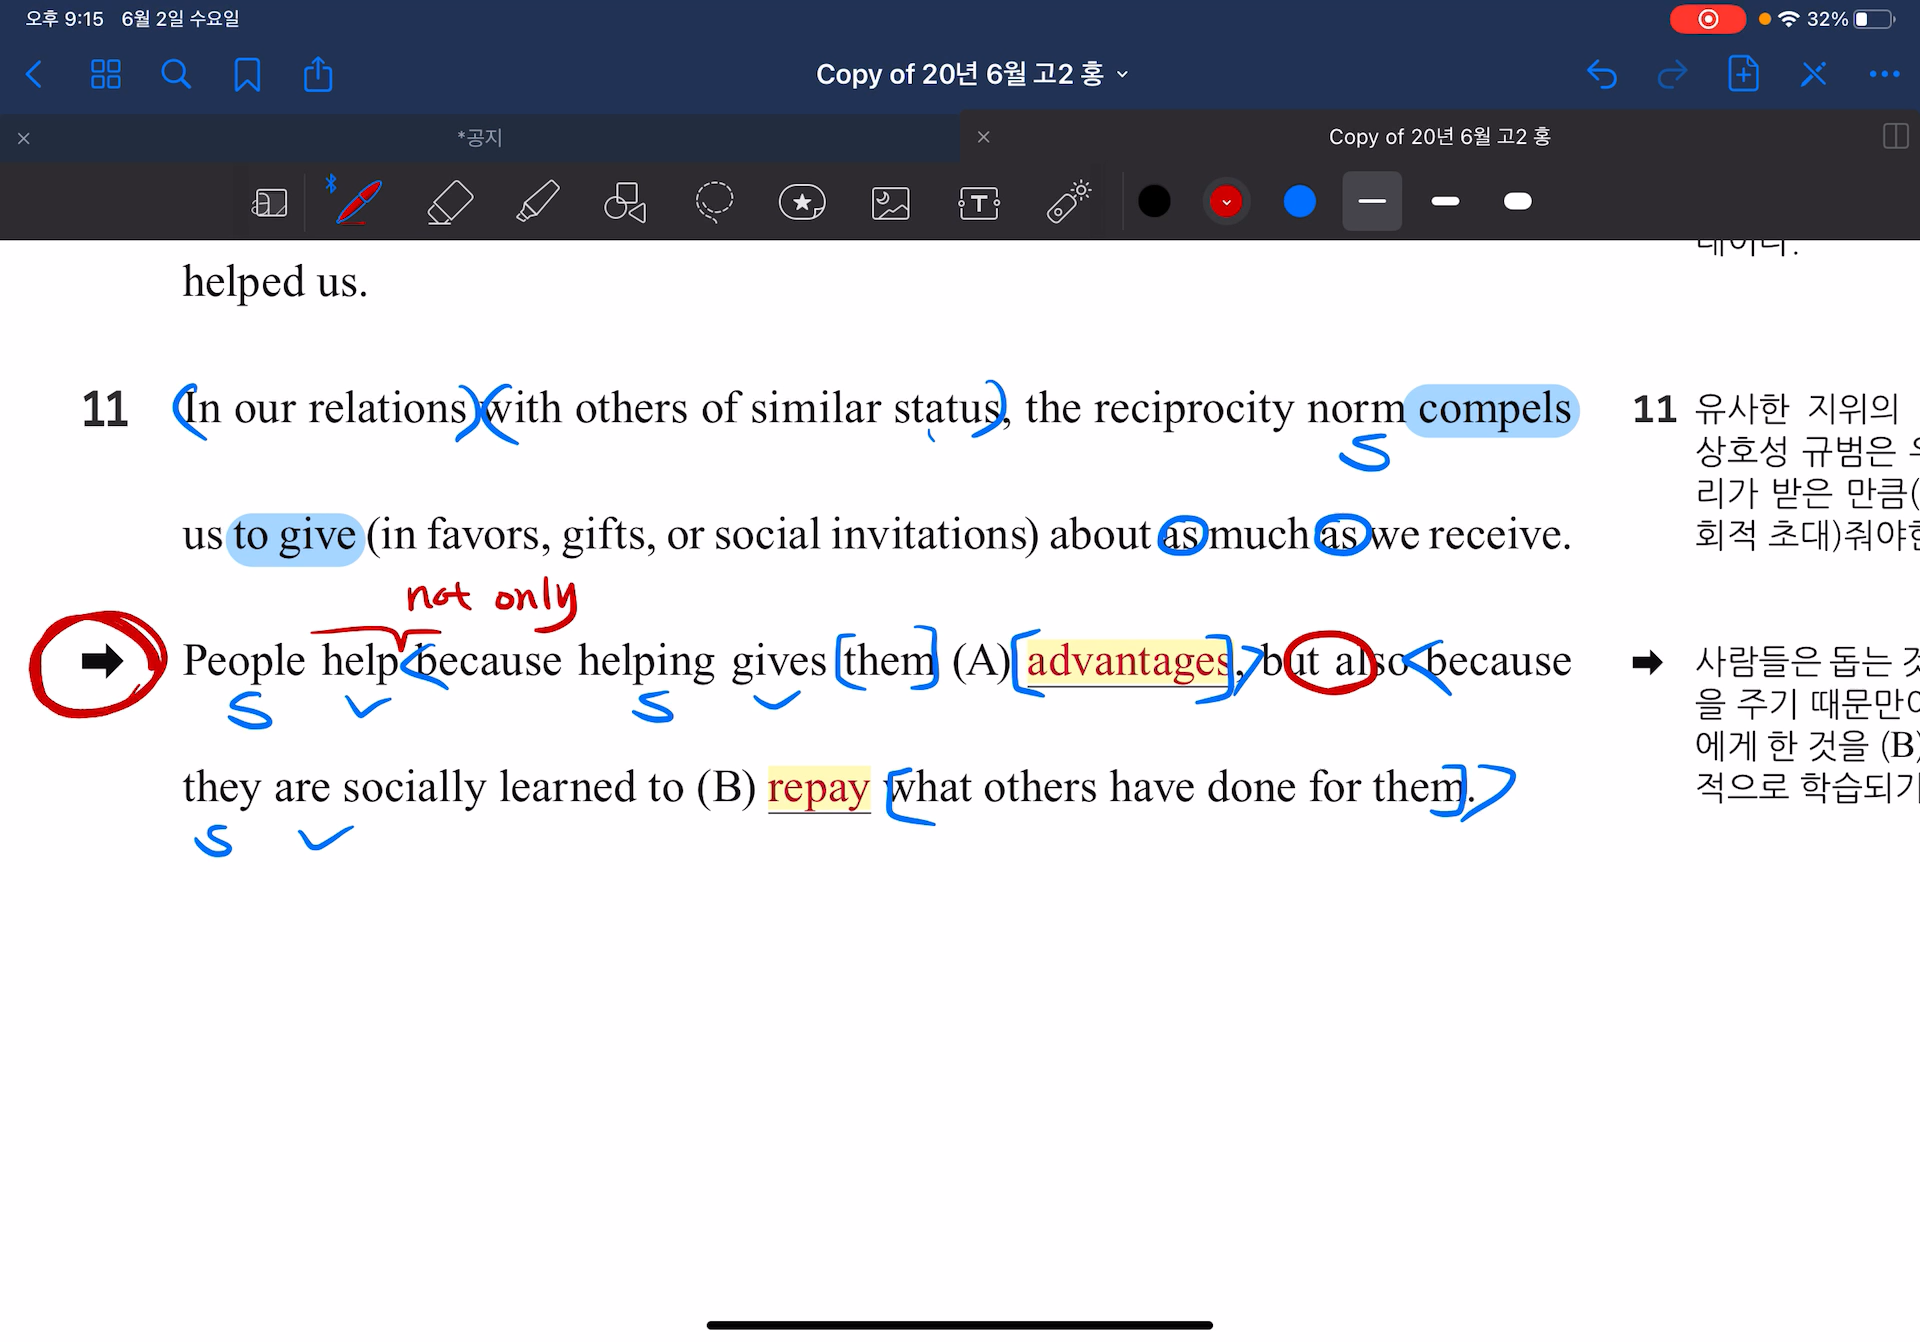 오후 9:15 6월 2일 수요일
32%
Copy of 20년 6월 고2 홍
*공지
Copy of 20년 6월 고2 홍
helped us.
11 In our relations with others of similar status, the reciprocity norm compels
S
us to give (in favors, gifts, or social invitations) about as much as we receive.
not only
➡ People help because helping gives them (A) advantages, but also because
S V S V
they are socially learned to (B) repay what others have done for them.
S V
11 유사한 지위의
상호성 규범은
리가 받은 만큼(
회적 초대)줘야한
➡ 사람들은 돕는 것
을 주기 때문만이
에게 한 것을 (B)
적으로 학습되기